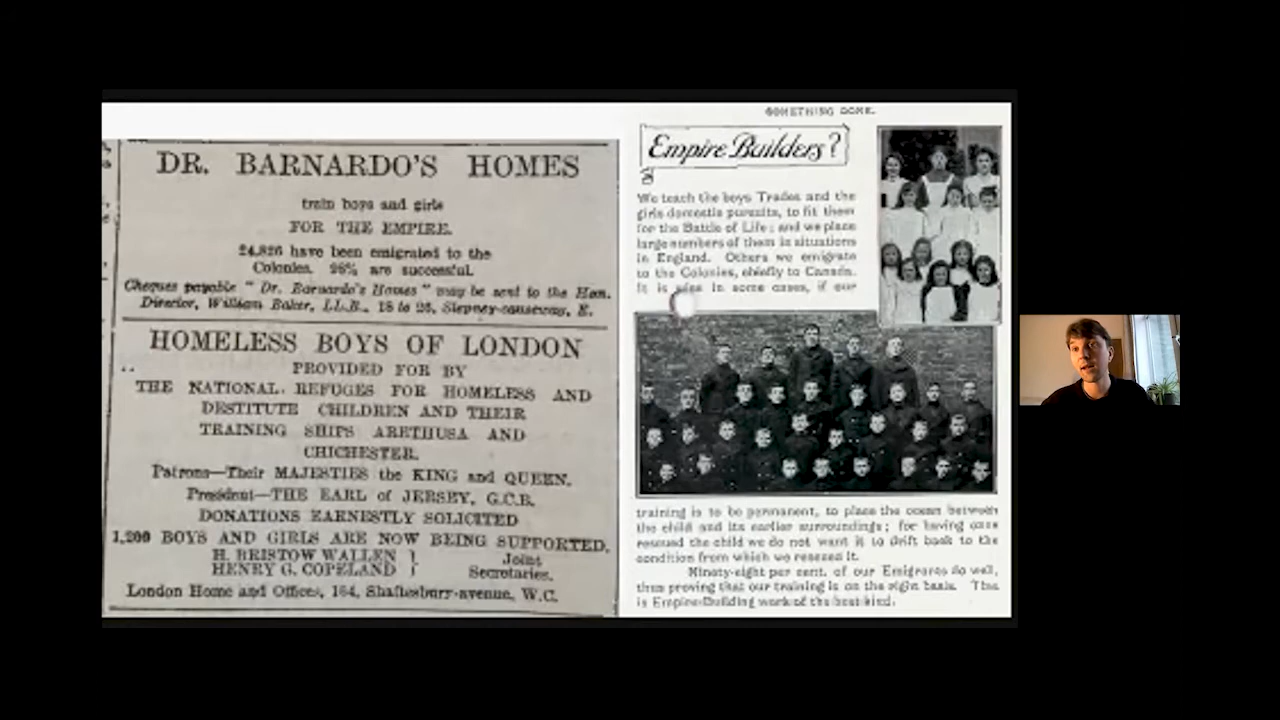 DR. BARNARDO'S HOMES
train boys and girls
FOR THE EMPIRE.
24,826 have been emigrated to the
Colonies. 98% are successful.
Cheques payable "Dr. Barnardo's Homes" may be sent to the Hon.
Director, William Baker, LL.B., 18 to 26, Stepney-causeway, E.
HOMELESS BOYS OF LONDON
PROVIDED FOR BY
THE NATIONAL REFUGES FOR HOMELESS AND
DESTITUTE CHILDREN AND THEIR
TRAINING SHIPS ARETHUSA AND
CHICHESTER.
Patrons—Their MAJESTIES the KING and QUEEN.
President—THE EARL of JERSEY, G.C.B.
DONATIONS EARNESTLY SOLICITED
1,200 BOYS AND GIRLS ARE NOW BEING SUPPORTED.
H. BRISTOW WALLEN } Joint
HENRY G. COPELAND } Secretaries.
London Home and Offices, 164, Shaftesbury-avenue, W.C.
SOMETHING DONE.
Empire Builders?
We teach the boys Trades and the
girls domestic pursuits, to fit them
for the Battle of Life; and we place
large numbers of them in situations
in England. Others we emigrate
to the Colonies, chiefly to Canada.
It is wise in some cases, if our
training is to be permanent, to place the ocean between
the child and its earlier surroundings; for having once
rescued the child we do not want it to drift back to the
condition from which we rescued it.
Ninety-eight per cent. of our Emigrants do well,
thus proving that our training is on the right basis. This
is Empire-Building work of the best kind.